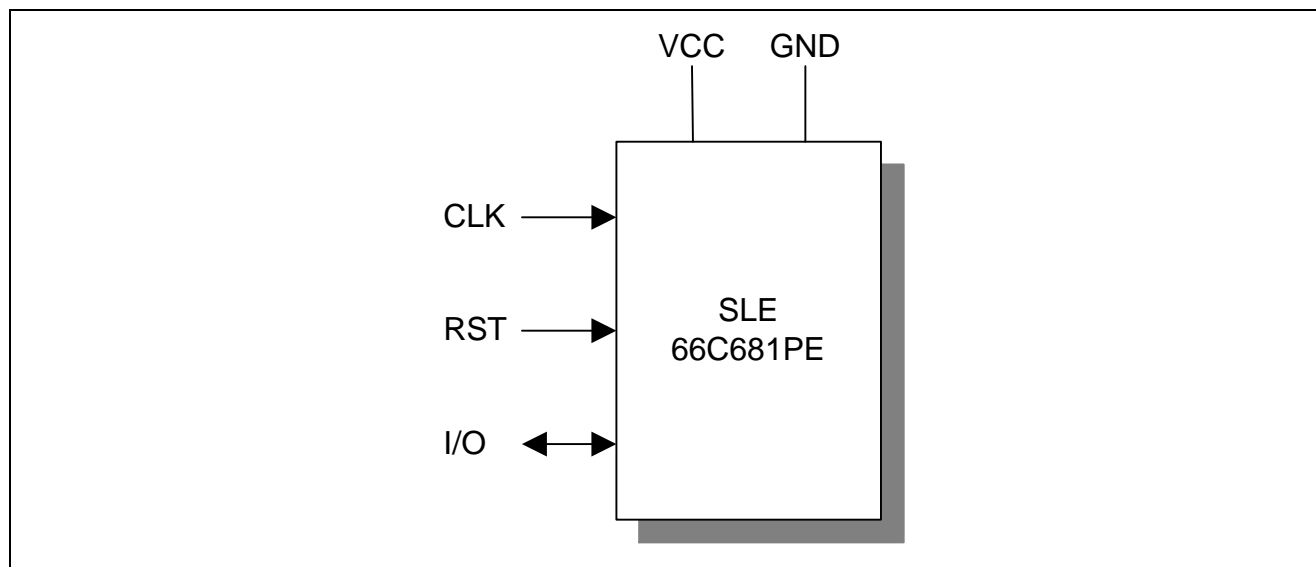 VCC GND
CLK
RST
SLE
66C681PE
I/O